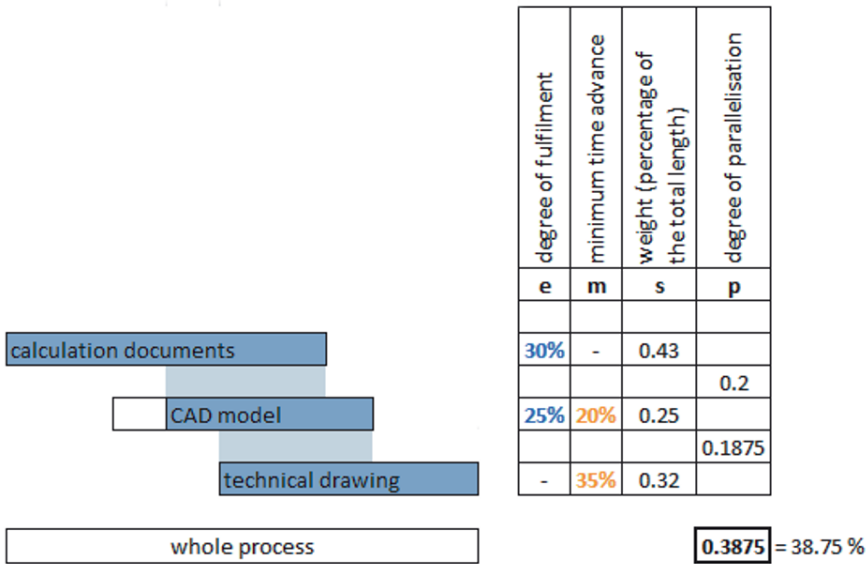 degree of fulfilment
minimum time advance
weight (percentage of
the total length)
degree of parallelisation
e m s p
calculation documents 30% - 0.43
0.2
CAD model 25% 20% 0.25
0.1875
technical drawing - 35% 0.32
whole process 0.3875 = 38.75 %